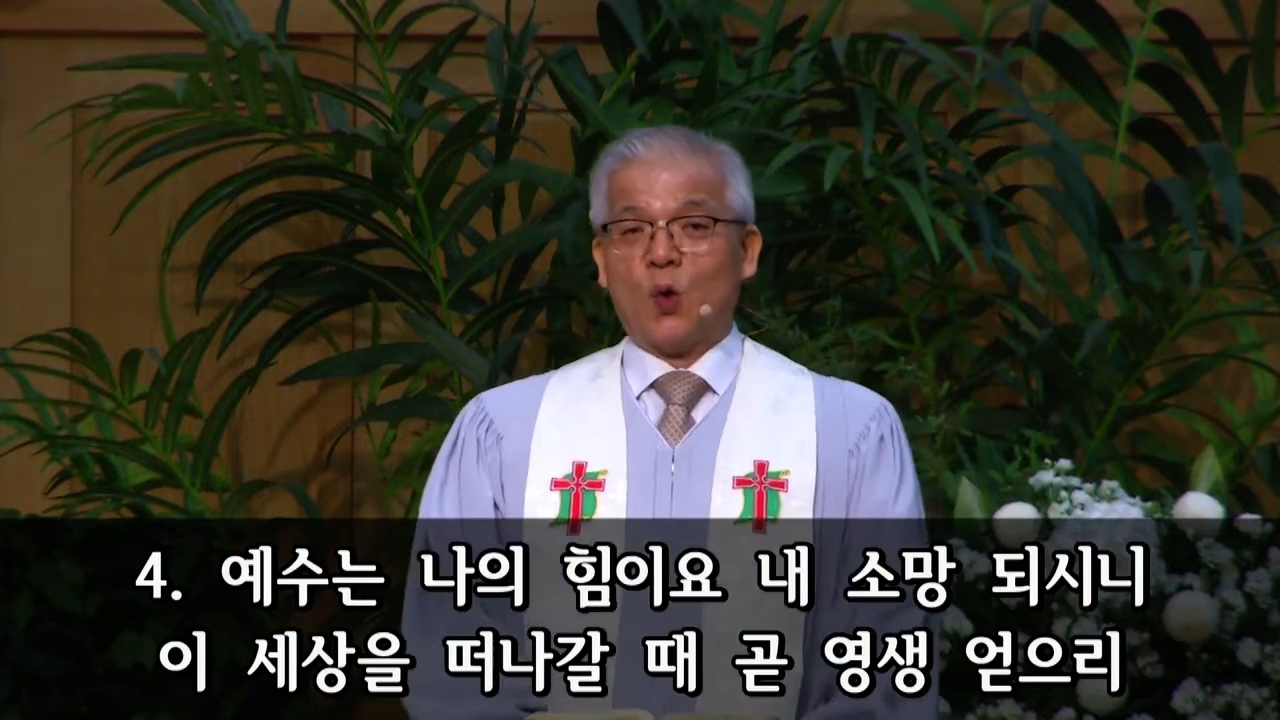 4. 예수는 나의 힘이요 내 소망 되시니
이 세상을 떠나갈 때 곧 영생 얻으리